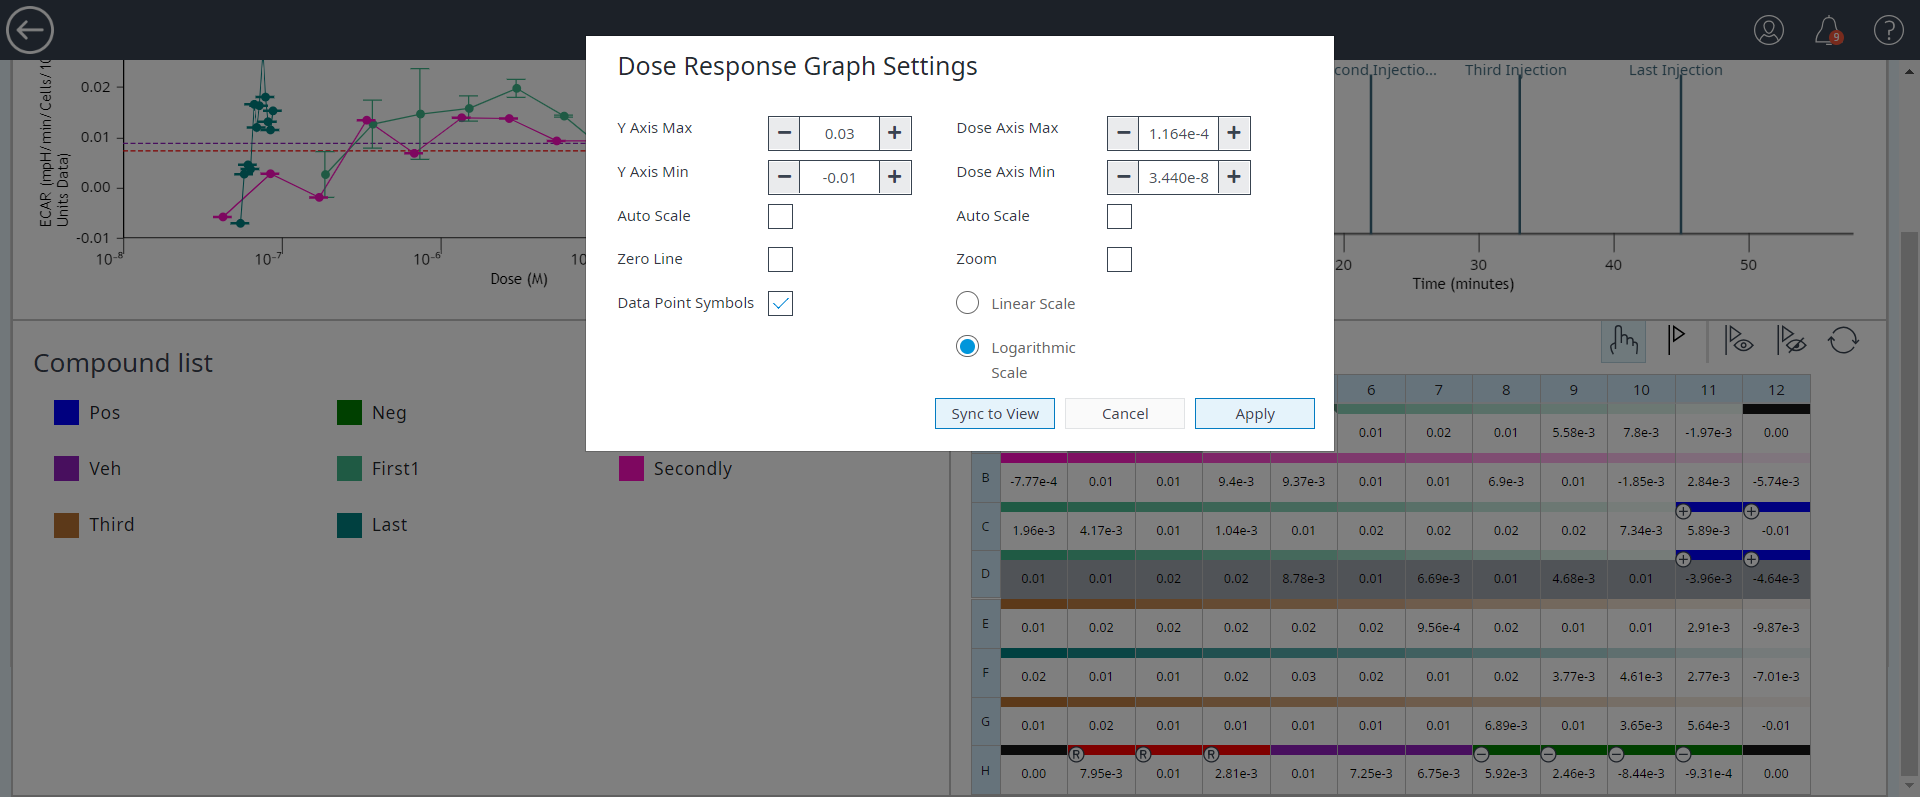 9
?
Dose Response Graph Settings
Y Axis Max
0.03
Dose Axis Max
1.164e-4
Y Axis Min
-0.01
Dose Axis Min
3.440e-8
Auto Scale
Auto Scale
Zero Line
Zoom
Data Point Symbols
Linear Scale
Logarithmic
Scale
Sync to View
Cancel
Apply
ECAR (mpH/min/Cells/10
Units Data)
0.02
0.01
0.00
-0.01
10⁻⁸
10⁻⁷
10⁻⁶
10
Dose (M)
cond Injectio...
Third Injection
Last Injection
20
30
40
50
Time (minutes)
Compound list
Pos
Neg
Veh
First1
Secondly
Third
Last
6 7 8 9 10 11 12
0.01 0.02 0.01 5.58e-3 7.8e-3 -1.97e-3 0.00
B -7.77e-4 0.01 0.01 9.4e-3 9.37e-3 0.01 0.01 6.9e-3 0.01 -1.85e-3 2.84e-3 -5.74e-3
C 1.96e-3 4.17e-3 0.01 1.04e-3 0.01 0.02 0.02 0.02 0.02 7.34e-3 5.89e-3 -0.01
D 0.01 0.01 0.02 0.02 8.78e-3 0.01 6.69e-3 0.01 4.68e-3 0.01 -3.96e-3 -4.64e-3
E 0.01 0.02 0.02 0.02 0.02 0.02 9.56e-4 0.02 0.01 0.01 2.91e-3 -9.87e-3
F 0.02 0.01 0.01 0.02 0.03 0.02 0.01 0.02 3.77e-3 4.61e-3 2.77e-3 -7.01e-3
G 0.01 0.02 0.01 0.01 0.01 0.01 0.01 6.89e-3 0.01 3.65e-3 5.64e-3 -0.01
R R R
H 0.00 7.95e-3 0.01 2.81e-3 0.01 7.25e-3 6.75e-3 5.92e-3 2.46e-3 -8.44e-3 -9.31e-4 0.00